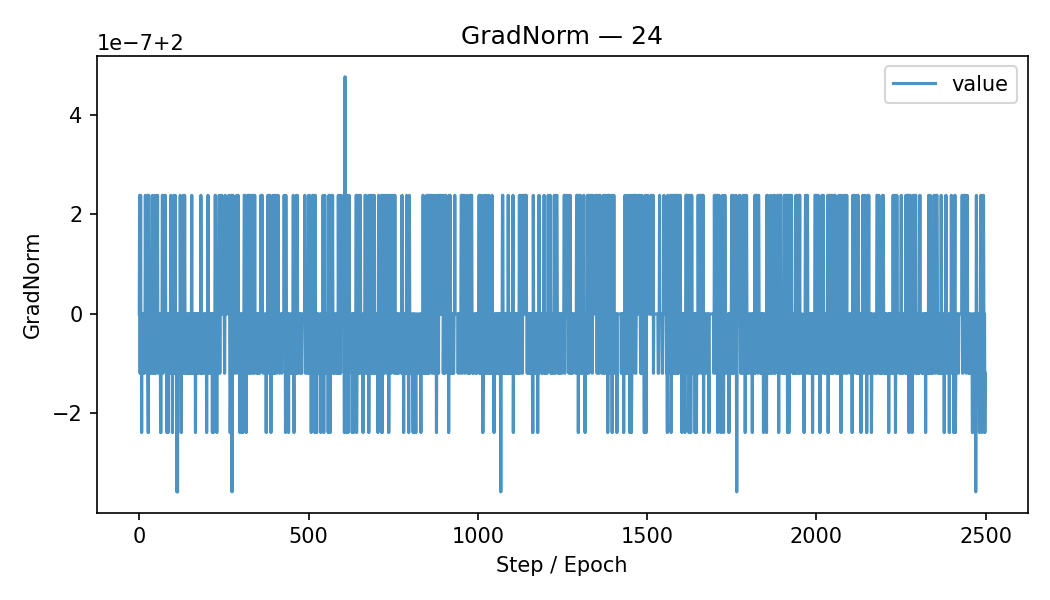 GradNorm — 24
1e−7+2
value
4
2
0
−2
GradNorm
0
500
1000
1500
2000
2500
Step / Epoch